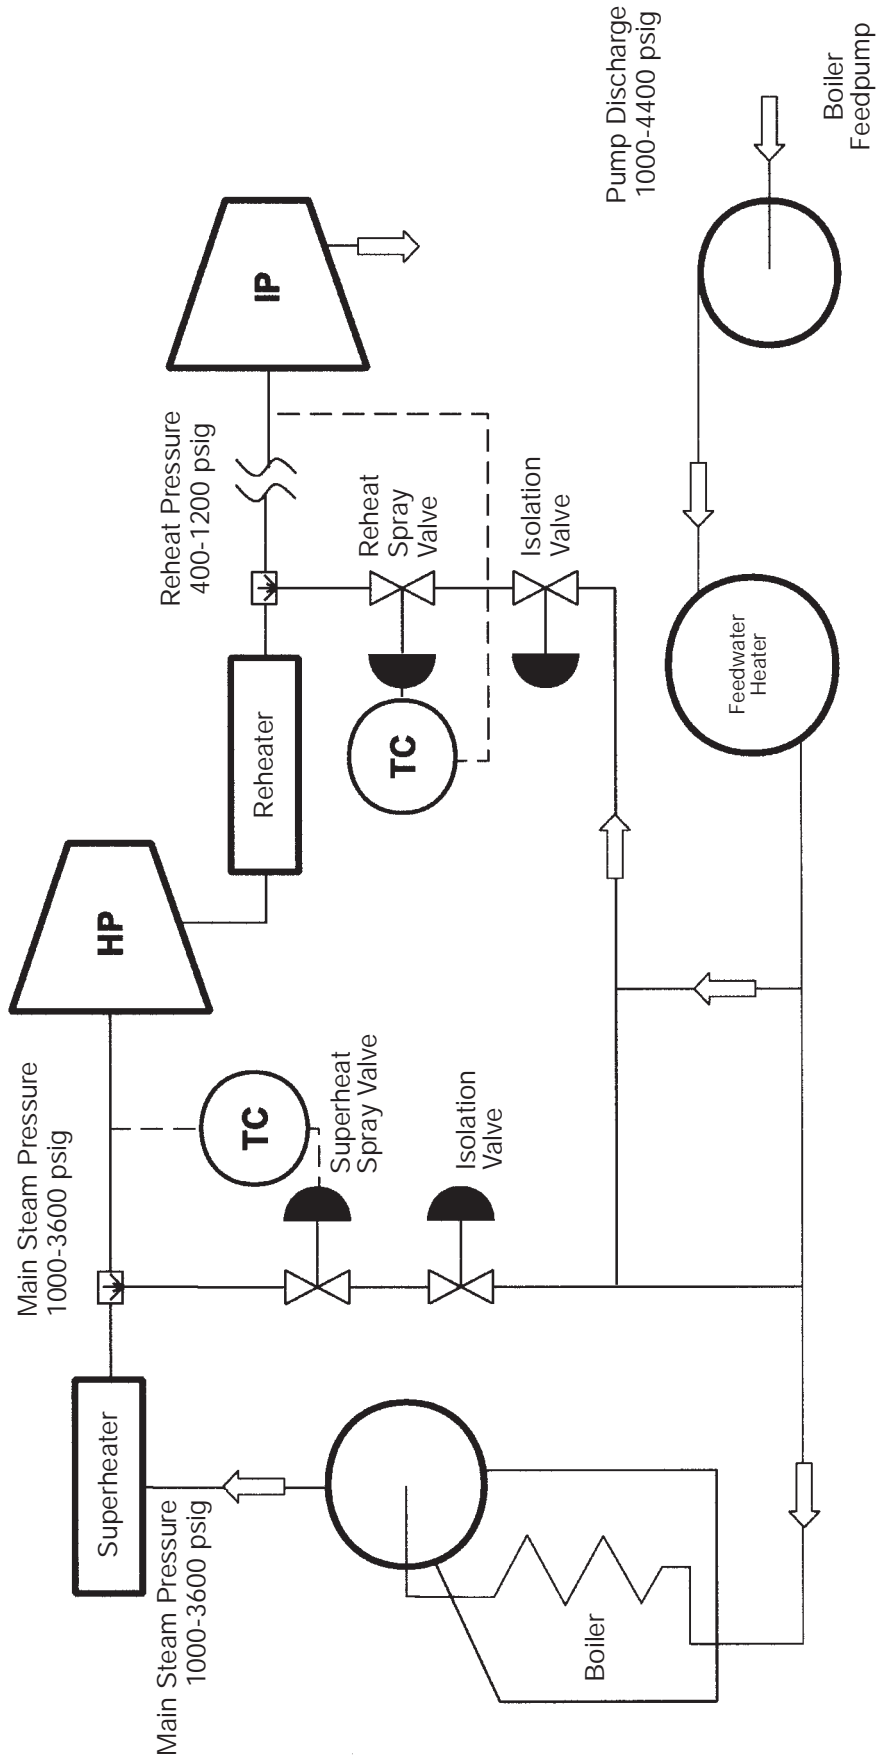 Main Steam Pressure
1000-3600 psig
Superheater
Main Steam Pressure
1000-3600 psig
HP
TC
Superheat
Spray Valve
Isolation
Valve
Boiler
Reheat Pressure
400-1200 psig
IP
Reheater
Reheat
Spray
Valve
TC
Isolation
Valve
Pump Discharge
1000-4400 psig
Feedwater
Heater
Boiler
Feedpump